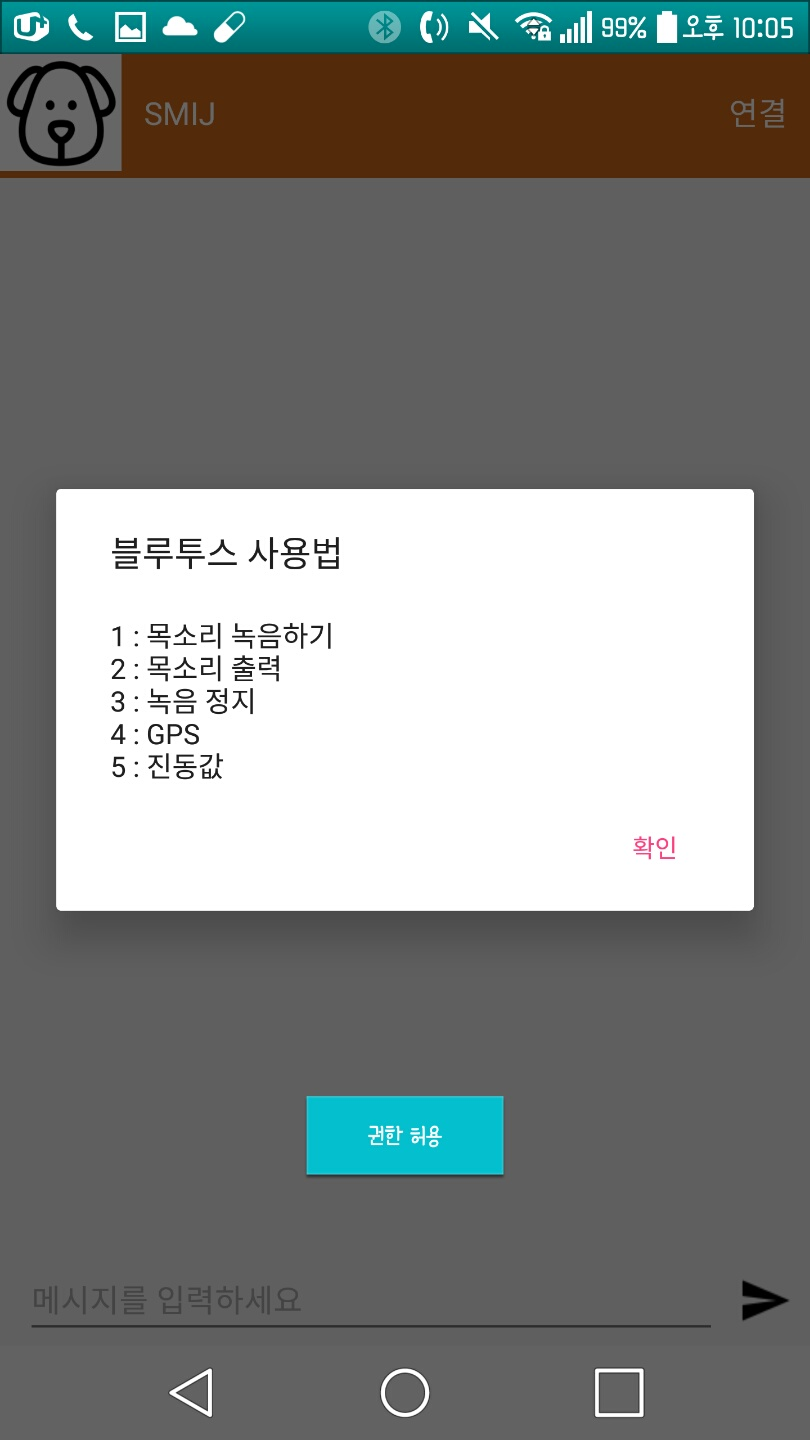 99% 오후 10:05
SMIJ
연결
블루투스 사용법
1 : 목소리 녹음하기
2 : 목소리 출력
3 : 녹음 정지
4 : GPS
5 : 진동값
확인
권한 허용
메시지를 입력하세요